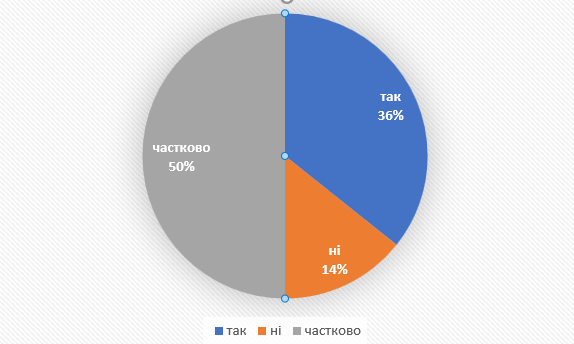 так
36%
частково
50%
ні
14%
так ні частково